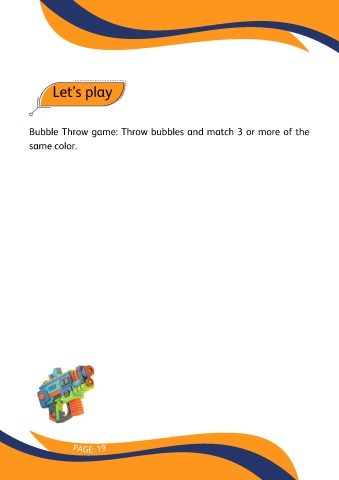 Let's play
Bubble Throw game: Throw bubbles and match 3 or more of the
same color.
PAGE: 19